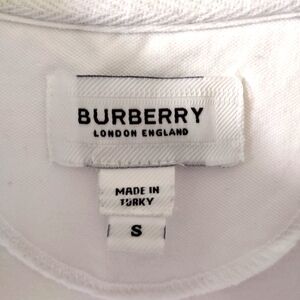 BURBERRY
LONDON ENGLAND
MADE IN
TURKY
S